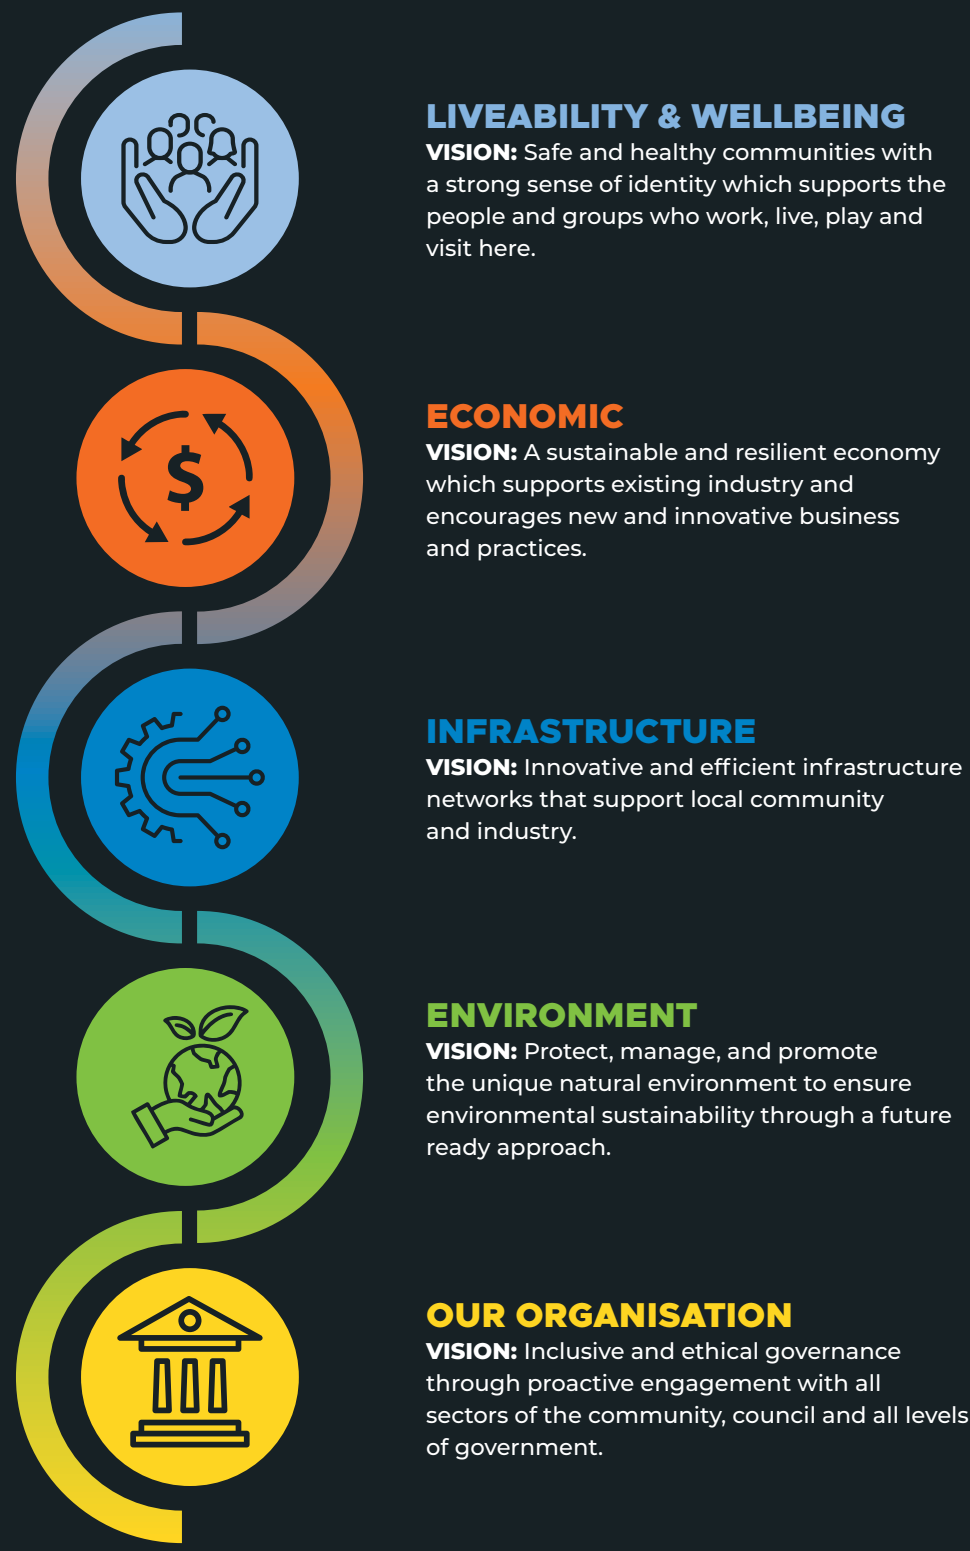 LIVEABILITY & WELLBEING
VISION: Safe and healthy communities with
a strong sense of identity which supports the
people and groups who work, live, play and
visit here.
ECONOMIC
VISION: A sustainable and resilient economy
which supports existing industry and
encourages new and innovative business
and practices.
$
INFRASTRUCTURE
VISION: Innovative and efficient infrastructure
networks that support local community
and industry.
ENVIRONMENT
VISION: Protect, manage, and promote
the unique natural environment to ensure
environmental sustainability through a future
ready approach.
OUR ORGANISATION
VISION: Inclusive and ethical governance
through proactive engagement with all
sectors of the community, council and all levels
of government.